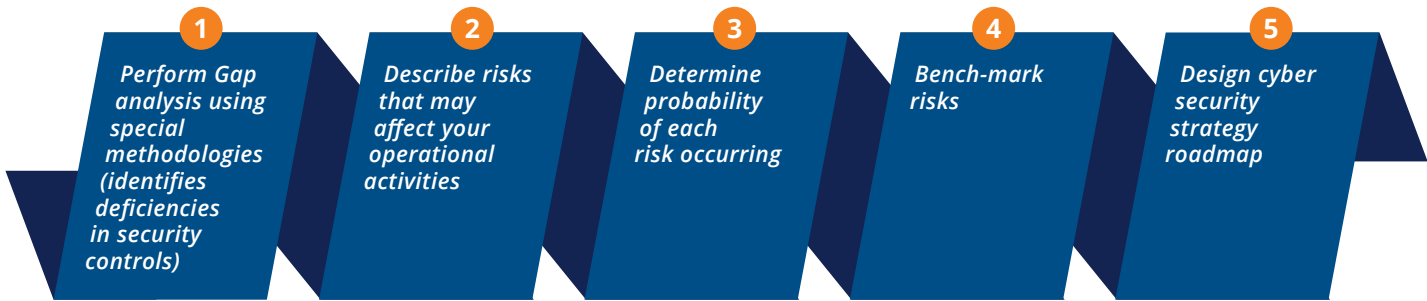 1
Perform Gap
analysis using
special
methodologies
(identifies
deficiencies
in security
controls)
2
Describe risks
that may
affect your
operational
activities
3
Determine
probability
of each
risk occurring
4
Bench-mark
risks
5
Design cyber
security
strategy
roadmap